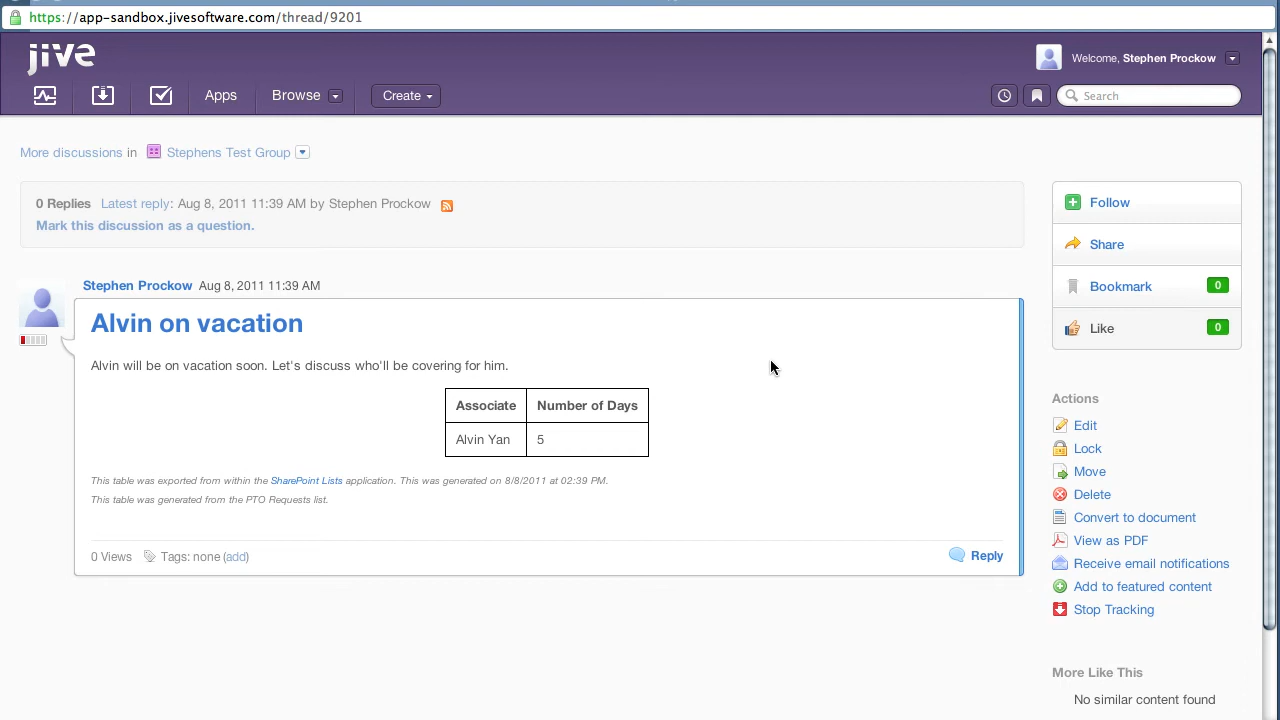 https://app-sandbox.jivesoftware.com/thread/9201
jive
Welcome, Stephen Prockow
Apps
Browse
Create
Search
More discussions in Stephens Test Group
0 Replies Latest reply: Aug 8, 2011 11:39 AM by Stephen Prockow
Mark this discussion as a question.
Follow
Share
Bookmark 0
Like 0
Stephen Prockow Aug 8, 2011 11:39 AM
Alvin on vacation
Alvin will be on vacation soon. Let's discuss who'll be covering for him.
Associate Number of Days
Alvin Yan 5
This table was exported from within the SharePoint Lists application. This was generated on 8/8/2011 at 02:39 PM.
This table was generated from the PTO Requests list.
0 Views Tags: none (add)
Reply
Actions
Edit
Lock
Move
Delete
Convert to document
View as PDF
Receive email notifications
Add to featured content
Stop Tracking
More Like This
No similar content found